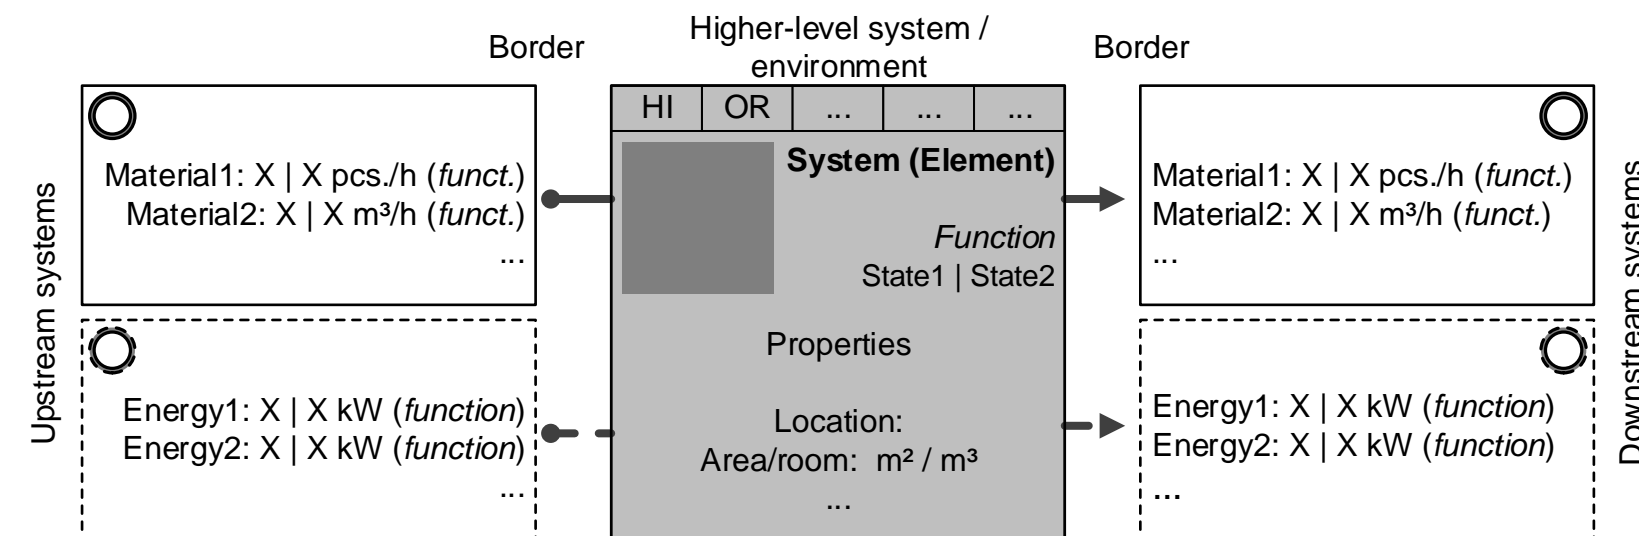 Higher-level system /
environment
Border
Border
HI OR ... ... ...
Upstream systems
Material1: X | X pcs./h (funct.)
Material2: X | X m³/h (funct.)
...
Energy1: X | X kW (function)
Energy2: X | X kW (function)
...
System (Element)
Function
State1 | State2
Properties
Location:
Area/room: m² / m³
...
Material1: X | X pcs./h (funct.)
Material2: X | X m³/h (funct.)
...
Energy1: X | X kW (function)
Energy2: X | X kW (function)
...
Downstream systems